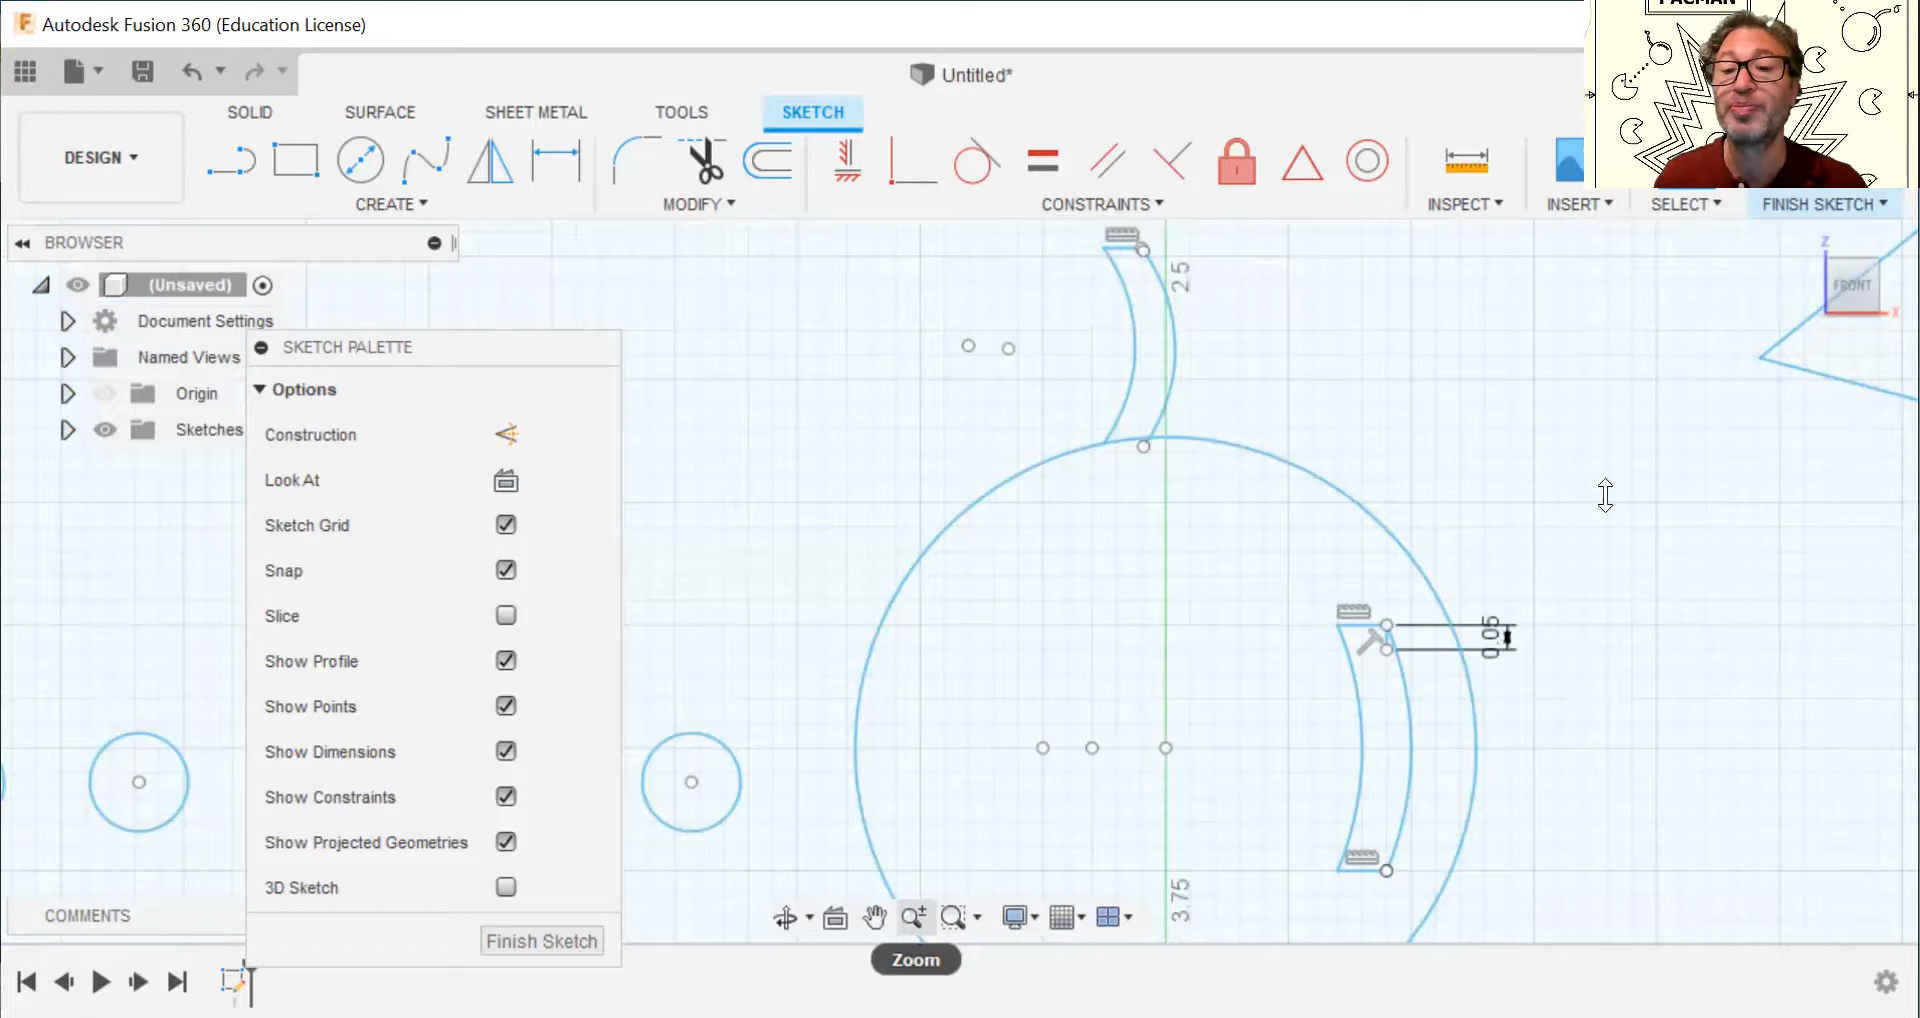 Autodesk Fusion 360 (Education License)
PACMAN
Untitled*
SOLID
SURFACE
SHEET METAL
TOOLS
SKETCH
DESIGN
CREATE
MODIFY
CONSTRAINTS
INSPECT
INSERT
SELECT
FINISH SKETCH
BROWSER
(Unsaved)
Document Settings
Named Views
Origin
Sketches
SKETCH PALETTE
Options
Construction
Look At
Sketch Grid
Snap
Slice
Show Profile
Show Points
Show Dimensions
Show Constraints
Show Projected Geometries
3D Sketch
Finish Sketch
COMMENTS
2.5
Z
FRONT
X
0.05
3.75
Zoom